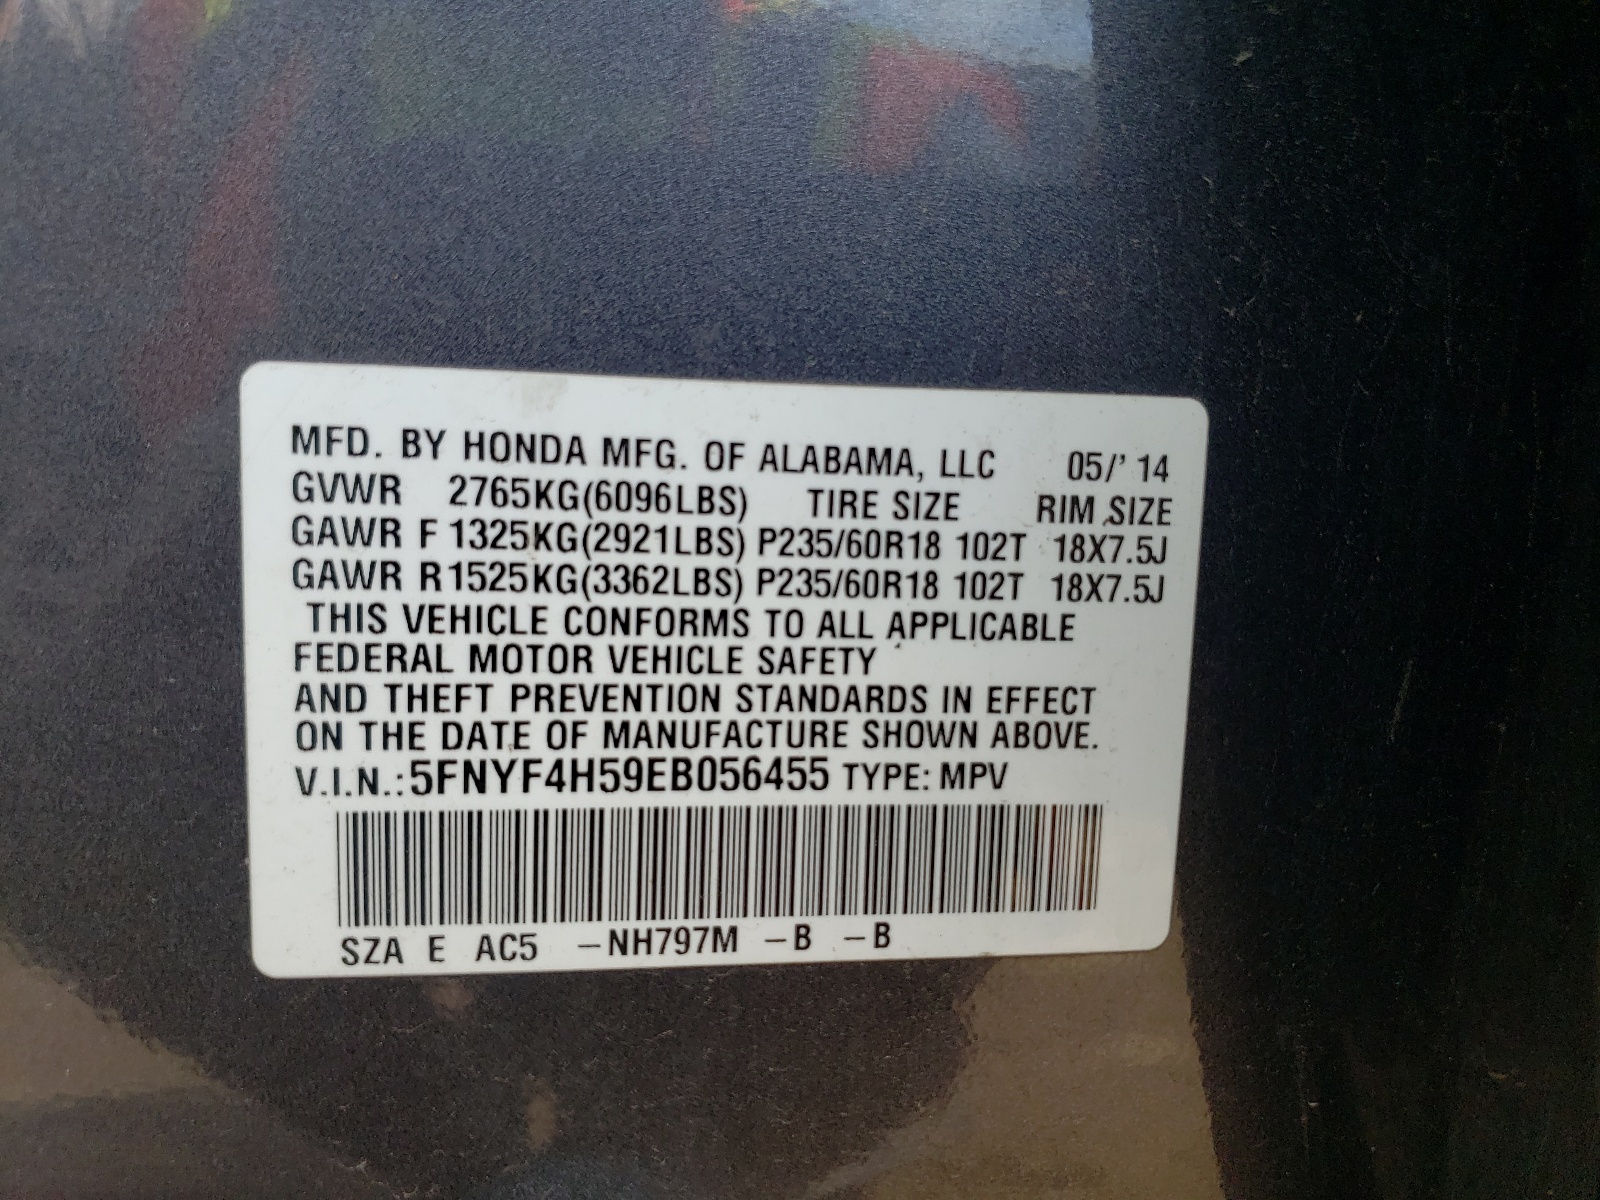 MFD. BY HONDA MFG. OF ALABAMA, LLC 05/' 14
GVWR 2765KG(6096LBS) TIRE SIZE RIM SIZE
GAWR F 1325KG(2921LBS) P235/60R18 102T 18X7.5J
GAWR R 1525KG(3362LBS) P235/60R18 102T 18X7.5J
THIS VEHICLE CONFORMS TO ALL APPLICABLE
FEDERAL MOTOR VEHICLE SAFETY
AND THEFT PREVENTION STANDARDS IN EFFECT
ON THE DATE OF MANUFACTURE SHOWN ABOVE.
V.I.N.: 5FNYF4H59EB056455 TYPE: MPV
SZA E AC5 –NH797M –B –B